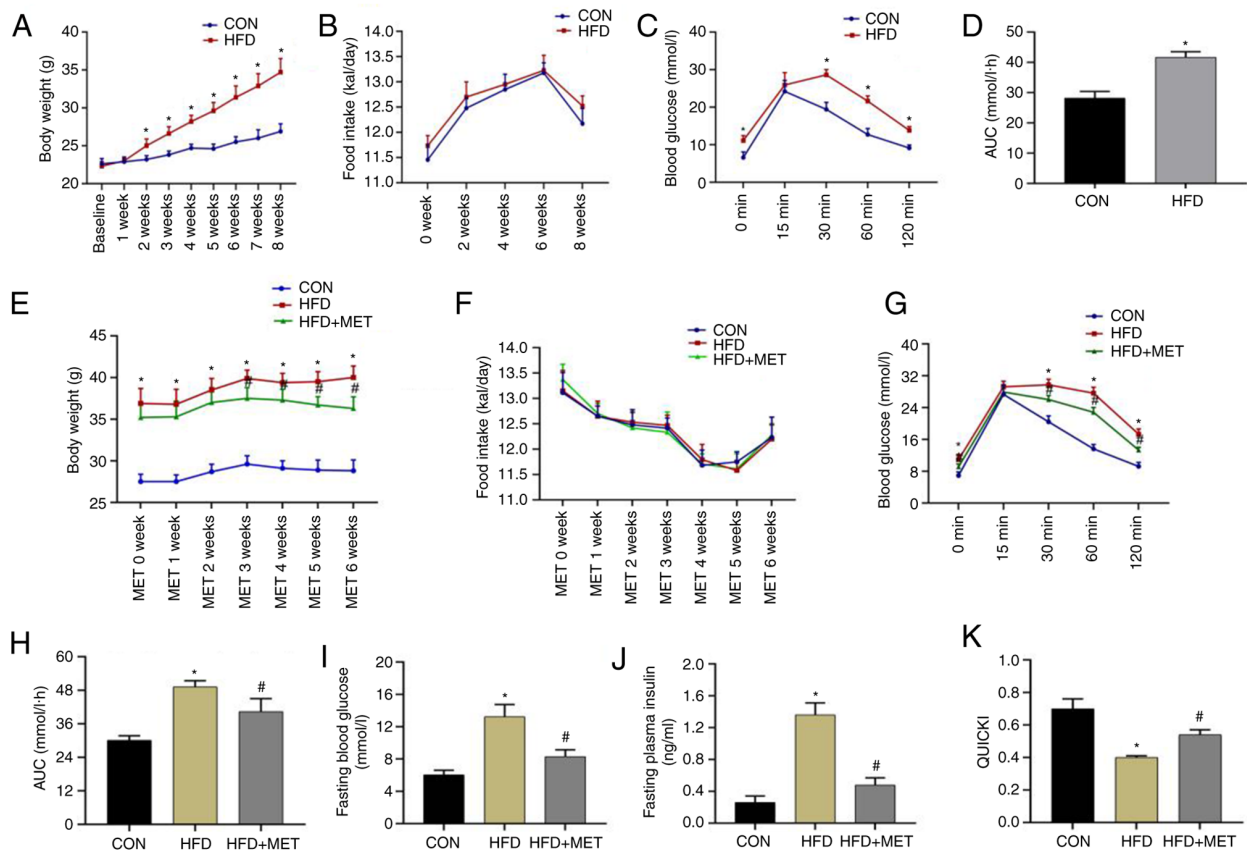 A
CON
HFD
Body weight (g)
40
35
30
25
20
* * * * * * *
Baseline
1 week
2 weeks
3 weeks
4 weeks
5 weeks
6 weeks
7 weeks
8 weeks
B
CON
HFD
Food intake (kal/day)
14.0
13.0
12.5
12.0
11.5
11.0
0 week
2 weeks
4 weeks
6 weeks
8 weeks
C
CON
HFD
Blood glucose (mmol/l)
40
30
20
10
0
* * * *
0 min
15 min
30 min
60 min
120 min
D
AUC (mmol/l·h)
50
40
30
20
10
0
*
CON
HFD
E
CON
HFD
HFD+MET
Body weight (g)
45
40
35
30
25
* * * * * * *
# # # #
MET 0 week
MET 1 week
MET 2 weeks
MET 3 weeks
MET 4 weeks
MET 5 weeks
MET 6 weeks
F
CON
HFD
HFD+MET
Food intake (kal/day)
14.0
13.0
12.5
12.0
11.5
11.0
MET 0 week
MET 1 week
MET 2 weeks
MET 3 weeks
MET 4 weeks
MET 5 weeks
MET 6 weeks
G
CON
HFD
HFD+MET
Blood glucose (mmol/l)
40
32
24
16
8
0
* * * *
# # #
0 min
15 min
30 min
60 min
120 min
H
AUC (mmol/l·h)
60
48
36
24
12
0
*
#
CON
HFD
HFD+MET
I
Fasting blood glucose
(mmol/l)
20
16
12
8
4
0
*
#
CON
HFD
HFD+MET
J
Fasting plasma insulin
(ng/ml)
2.0
1.6
1.2
0.8
0.4
0.0
*
#
CON
HFD
HFD+MET
K
QUICKI
1.0
0.8
0.6
0.4
0.2
0.0
*
#
CON
HFD
HFD+MET